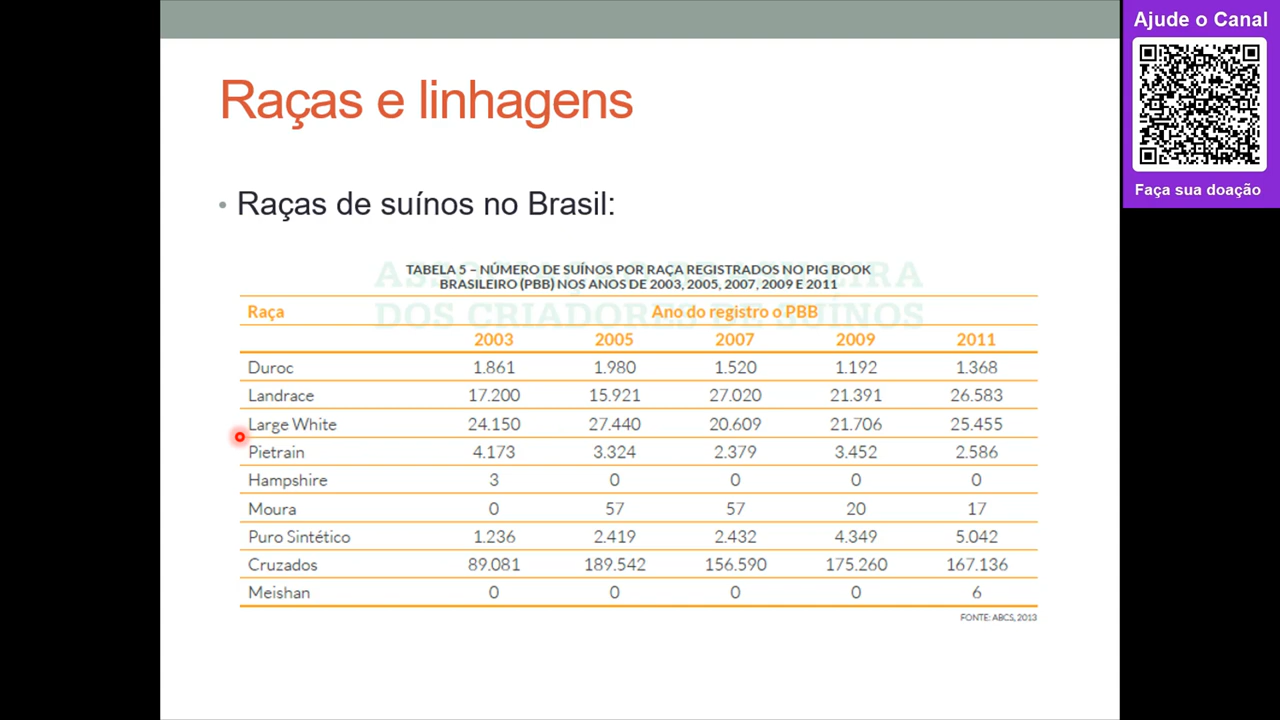 Ajude o Canal
Faça sua doação
Raças e linhagens
• Raças de suínos no Brasil:
ASSOCIAÇÃO BRASILEIRA
DOS CRIADORES DE SUÍNOS
TABELA 5 – NÚMERO DE SUÍNOS POR RAÇA REGISTRADOS NO PIG BOOK
BRASILEIRO (PBB) NOS ANOS DE 2003, 2005, 2007, 2009 E 2011
Raça Ano do registro o PBB
2003 2005 2007 2009 2011
Duroc 1.861 1.980 1.520 1.192 1.368
Landrace 17.200 15.921 27.020 21.391 26.583
Large White 24.150 27.440 20.609 21.706 25.455
Pietrain 4.173 3.324 2.379 3.452 2.586
Hampshire 3 0 0 0 0
Moura 0 57 57 20 17
Puro Sintético 1.236 2.419 2.432 4.349 5.042
Cruzados 89.081 189.542 156.590 175.260 167.136
Meishan 0 0 0 0 6
FONTE: ABCS, 2013